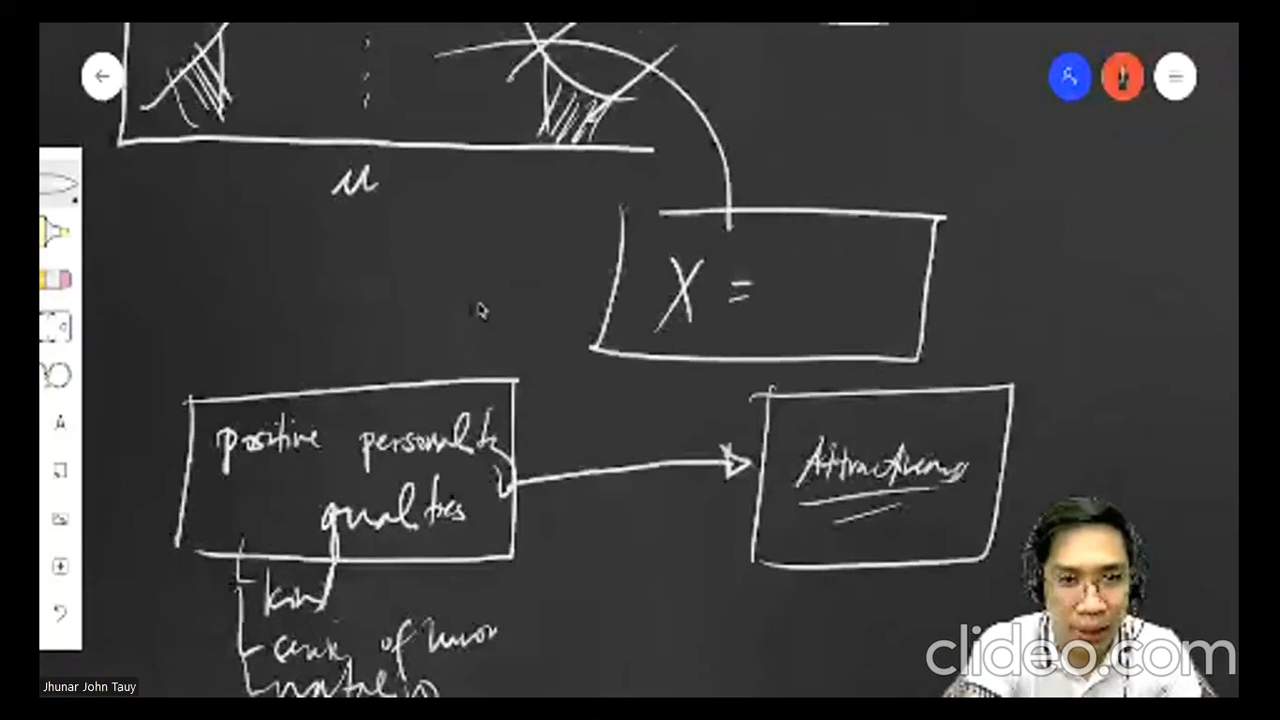 μ
X =
positive personality
qualities
Attractiveness
kind
sense of humor
clideo.com
Jhunar John Tauy
A